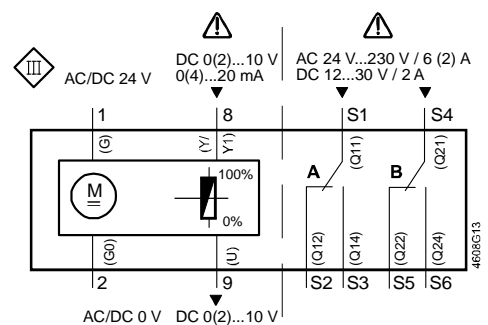 III
AC/DC 24 V
DC 0(2)...10 V
0(4)...20 mA
AC 24 V...230 V / 6 (2) A
DC 12...30 V / 2 A
1
8
S1
S4
(G)
(Y/
Y1)
(Q11)
(Q21)
M
100%
0%
A
B
(G0)
(U)
(Q12)
(Q14)
(Q22)
(Q24)
2
9
S2
S3
S5
S6
AC/DC 0 V
DC 0(2)...10 V
4608G13